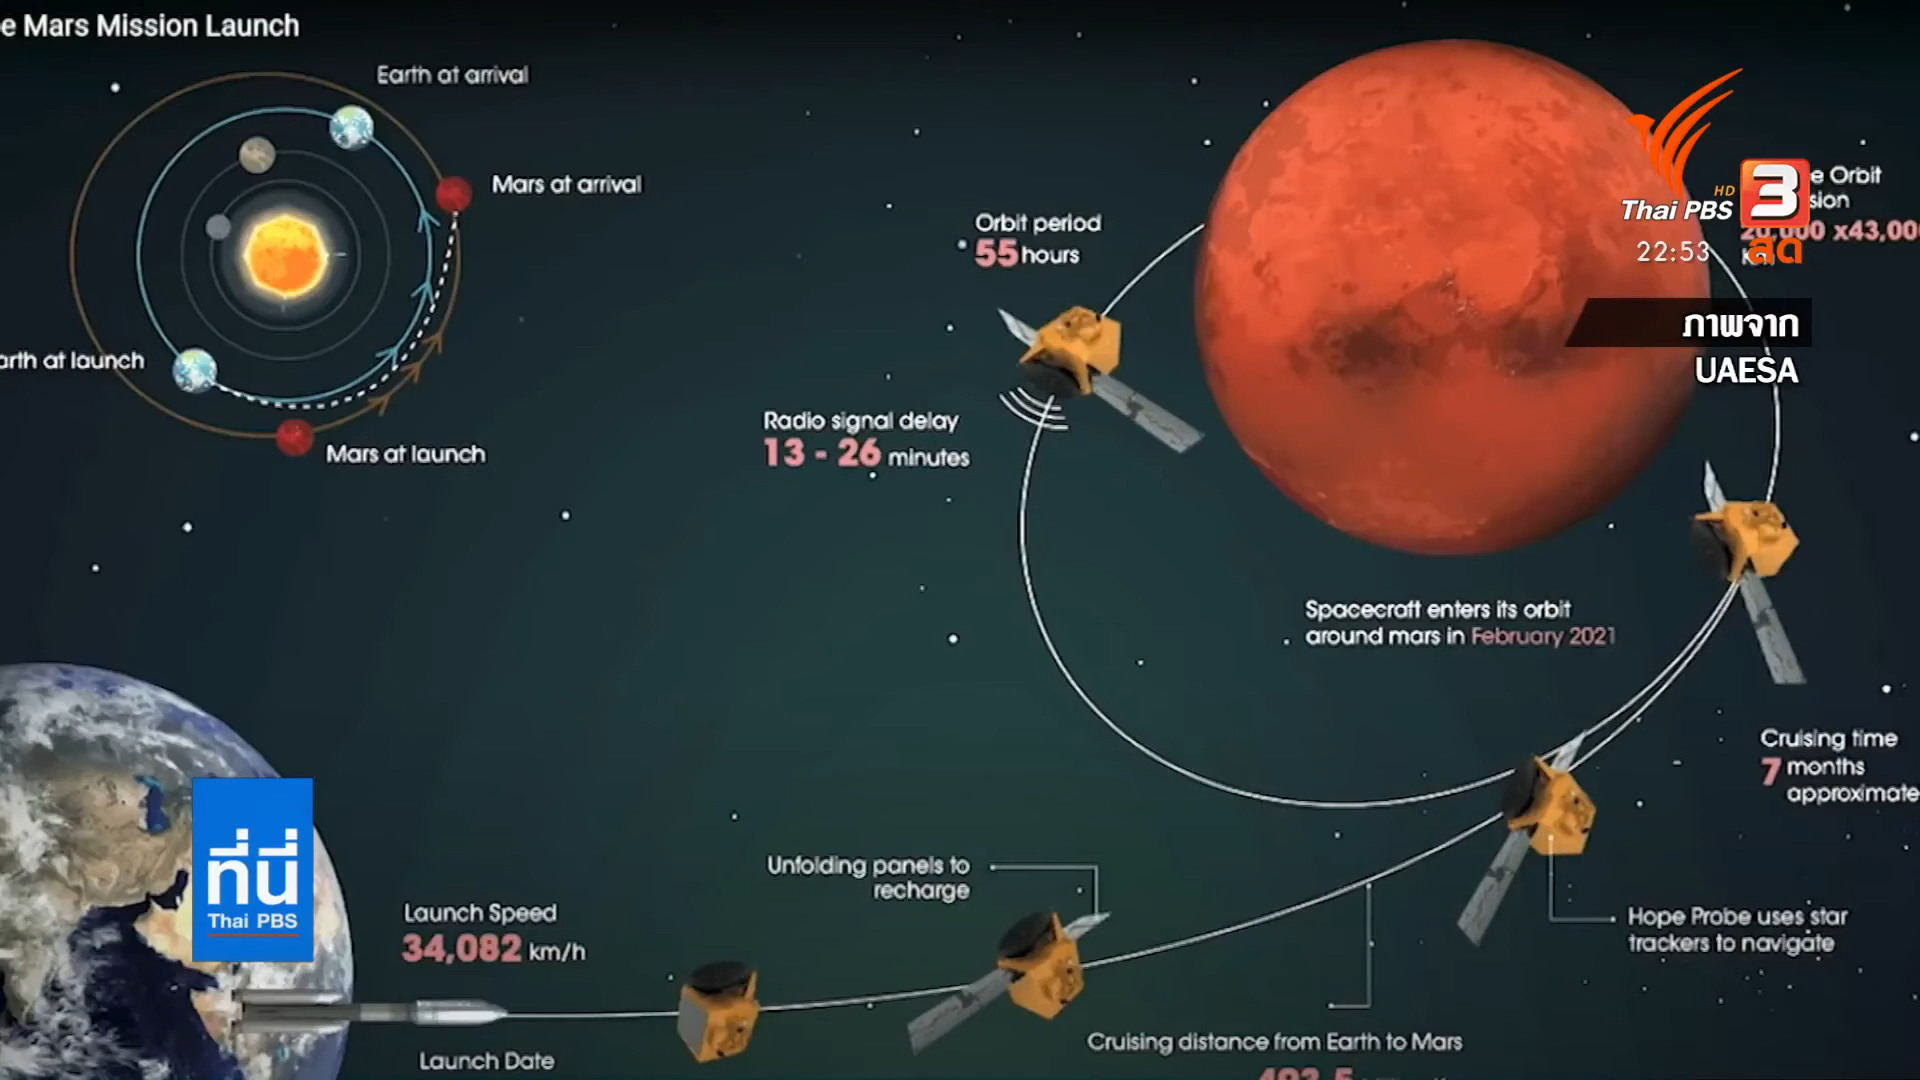 e Mars Mission Launch
Earth at arrival
Mars at arrival
arth at launch
Mars at launch
Orbit period
55 hours
Radio signal delay
13 - 26 minutes
e Orbit
sion
20,000 x43,00
Thai PBS HD 3
22:53 สด
ภาพจาก
UAESA
Spacecraft enters its orbit
around mars in February 2021
Cruising time
7 months
approximate
Unfolding panels to
recharge
Hope Probe uses star
trackers to navigate
ที่นี่
Thai PBS
Launch Speed
34,082 km/h
Launch Date
Cruising distance from Earth to Mars
493.5